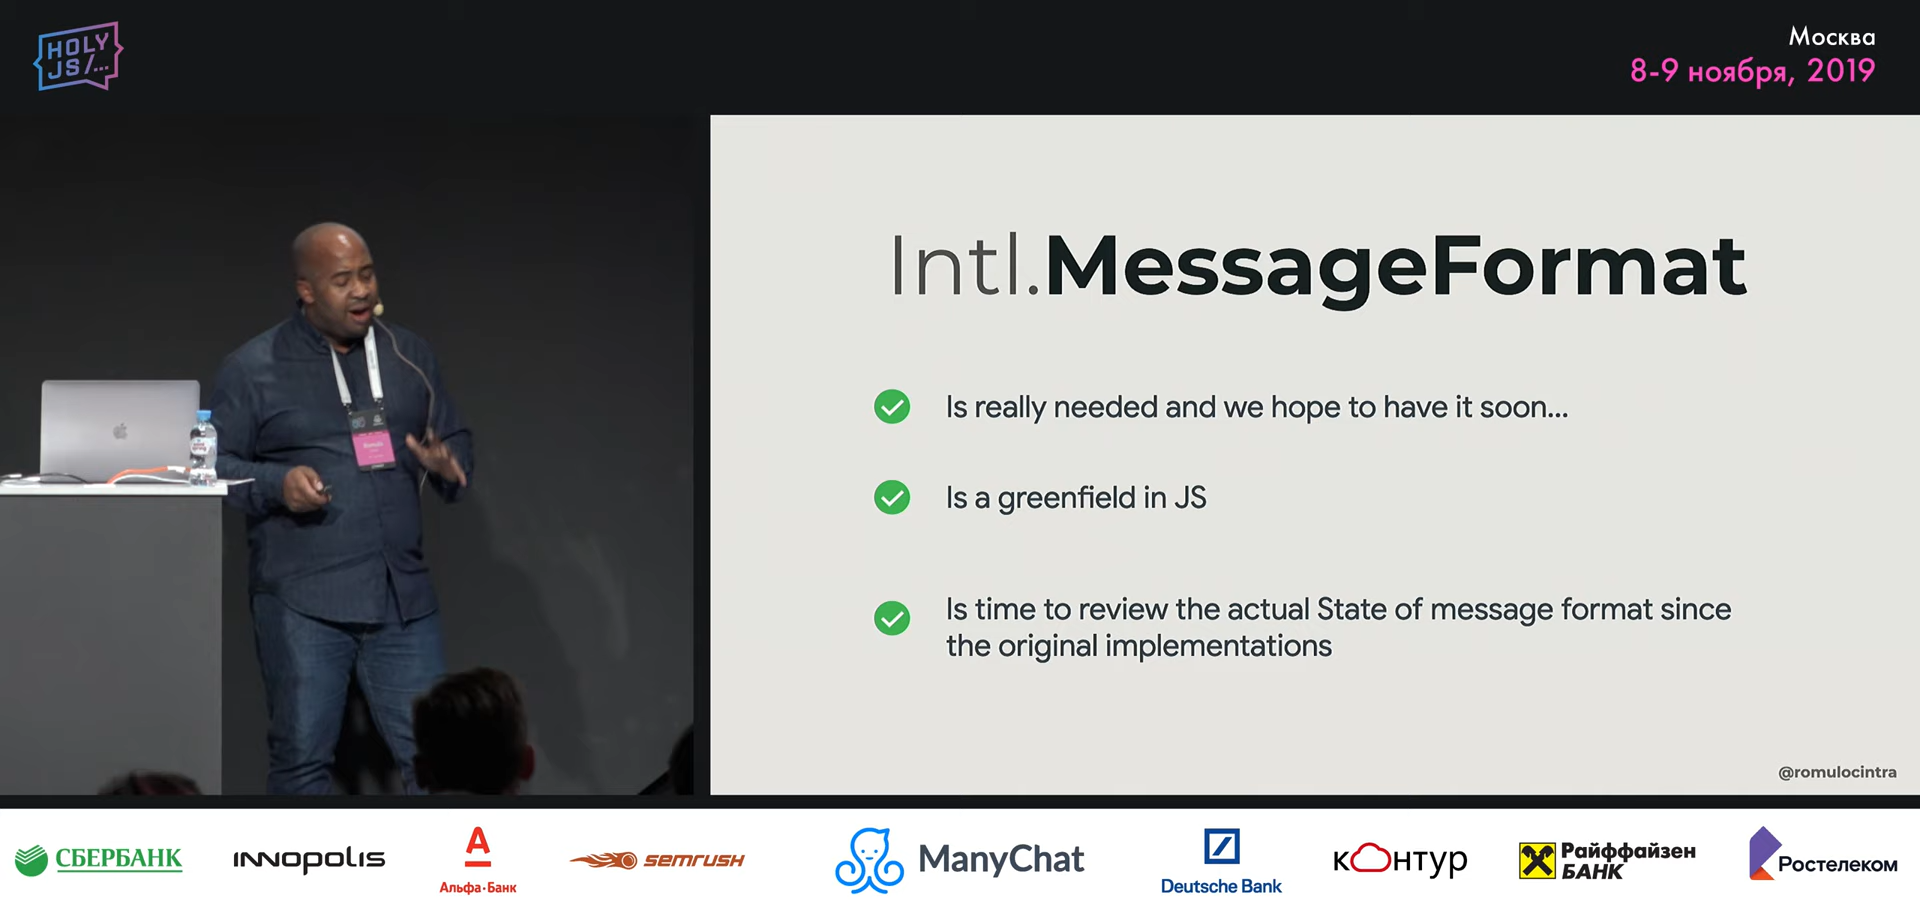 HOLY
JS/...
Москва
8-9 ноября, 2019
Intl.MessageFormat
Is really needed and we hope to have it soon...
Is a greenfield in JS
Is time to review the actual State of message format since
the original implementations
@romulocintra
СБЕРБАНК
INNOPOLIS
Альфа·Банк
semrush
ManyChat
Deutsche Bank
кОнтур
Райффайзен
БАНК
Ростелеком